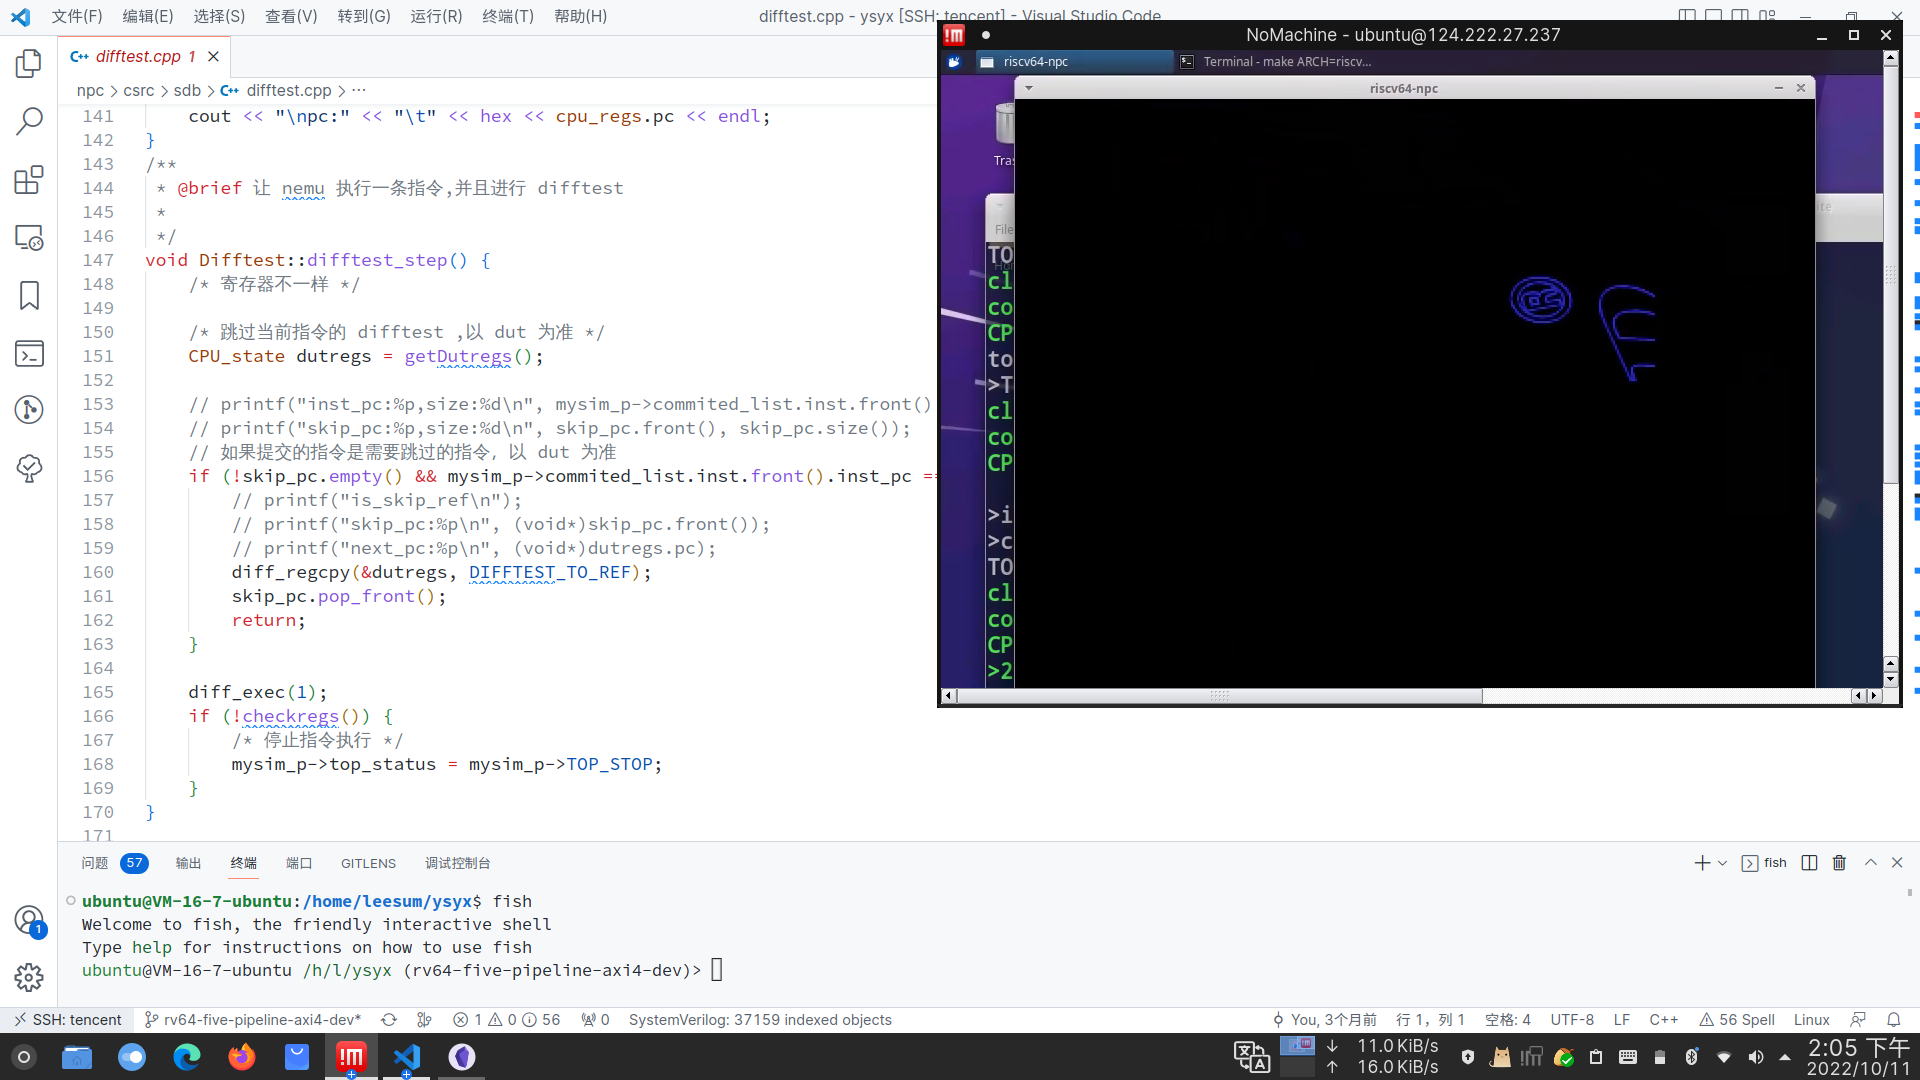 文件(F) 编辑(E) 选择(S) 查看(V) 转到(G) 运行(R) 终端(T) 帮助(H)
difftest.cpp - ysyx [SSH: tencent] - Visual Studio Code
difftest.cpp 1
npc > csrc > sdb > difftest.cpp > ...
141 cout << "\npc:" << "\t" << hex << cpu_regs.pc << endl;
142 }
143 /**
144 * @brief 让 nemu 执行一条指令,并且进行 difftest
145 *
146 */
147 void Difftest::difftest_step() {
148 /* 寄存器不一样 */
149
150 /* 跳过当前指令的 difftest ,以 dut 为准 */
151 CPU_state dutregs = getDutregs();
152
153 // printf("inst_pc:%p,size:%d\n", mysim_p->commited_list.inst.front()
154 // printf("skip_pc:%p,size:%d\n", skip_pc.front(), skip_pc.size());
155 // 如果提交的指令是需要跳过的指令, 以 dut 为准
156 if (!skip_pc.empty() && mysim_p->commited_list.inst.front().inst_pc ==
157 // printf("is_skip_ref\n");
158 // printf("skip_pc:%p\n", (void*)skip_pc.front());
159 // printf("next_pc:%p\n", (void*)dutregs.pc);
160 diff_regcpy(&dutregs, DIFFTEST_TO_REF);
161 skip_pc.pop_front();
162 return;
163 }
164
165 diff_exec(1);
166 if (!checkregs()) {
167 /* 停止指令执行 */
168 mysim_p->top_status = mysim_p->TOP_STOP;
169 }
170 }
171
NoMachine - ubuntu@124.222.27.237
riscv64-npc
Terminal - make ARCH=riscv...
riscv64-npc
Tras
File
TO
cl
co
CP
to
>T
cl
co
CP
>i
>c
TO
cl
co
CP
>2
问题 57 输出 终端 端口 GITLENS 调试控制台
fish
ubuntu@VM-16-7-ubuntu:/home/leesum/ysyx$ fish
Welcome to fish, the friendly interactive shell
Type help for instructions on how to use fish
ubuntu@VM-16-7-ubuntu /h/l/ysyx (rv64-five-pipeline-axi4-dev)>
1
SSH: tencent rv64-five-pipeline-axi4-dev* 1 0 56 0 SystemVerilog: 37159 indexed objects
You, 3个月前 行 1，列 1 空格: 4 UTF-8 LF C++ 56 Spell Linux
11.0 KiB/s
16.0 KiB/s
2:05 下午
2022/10/11